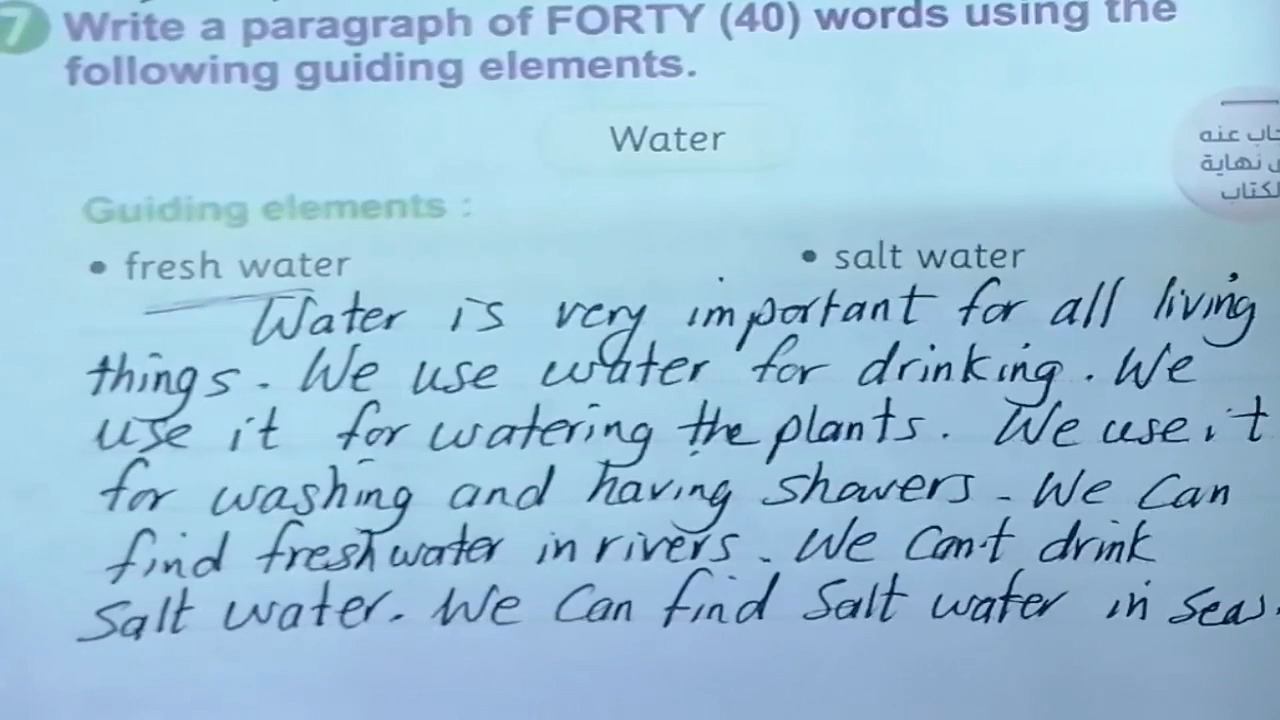 7 Write a paragraph of FORTY (40) words using the
following guiding elements.
Water
عنه
نهاية
Guiding elements :
• fresh water • salt water
Water is very important for all living
things. We use water for drinking. We
use it for watering the plants. We use it
for washing and having showers. We Can
find fresh water in rivers. We Can't drink
Salt water. We Can find Salt water in seas.